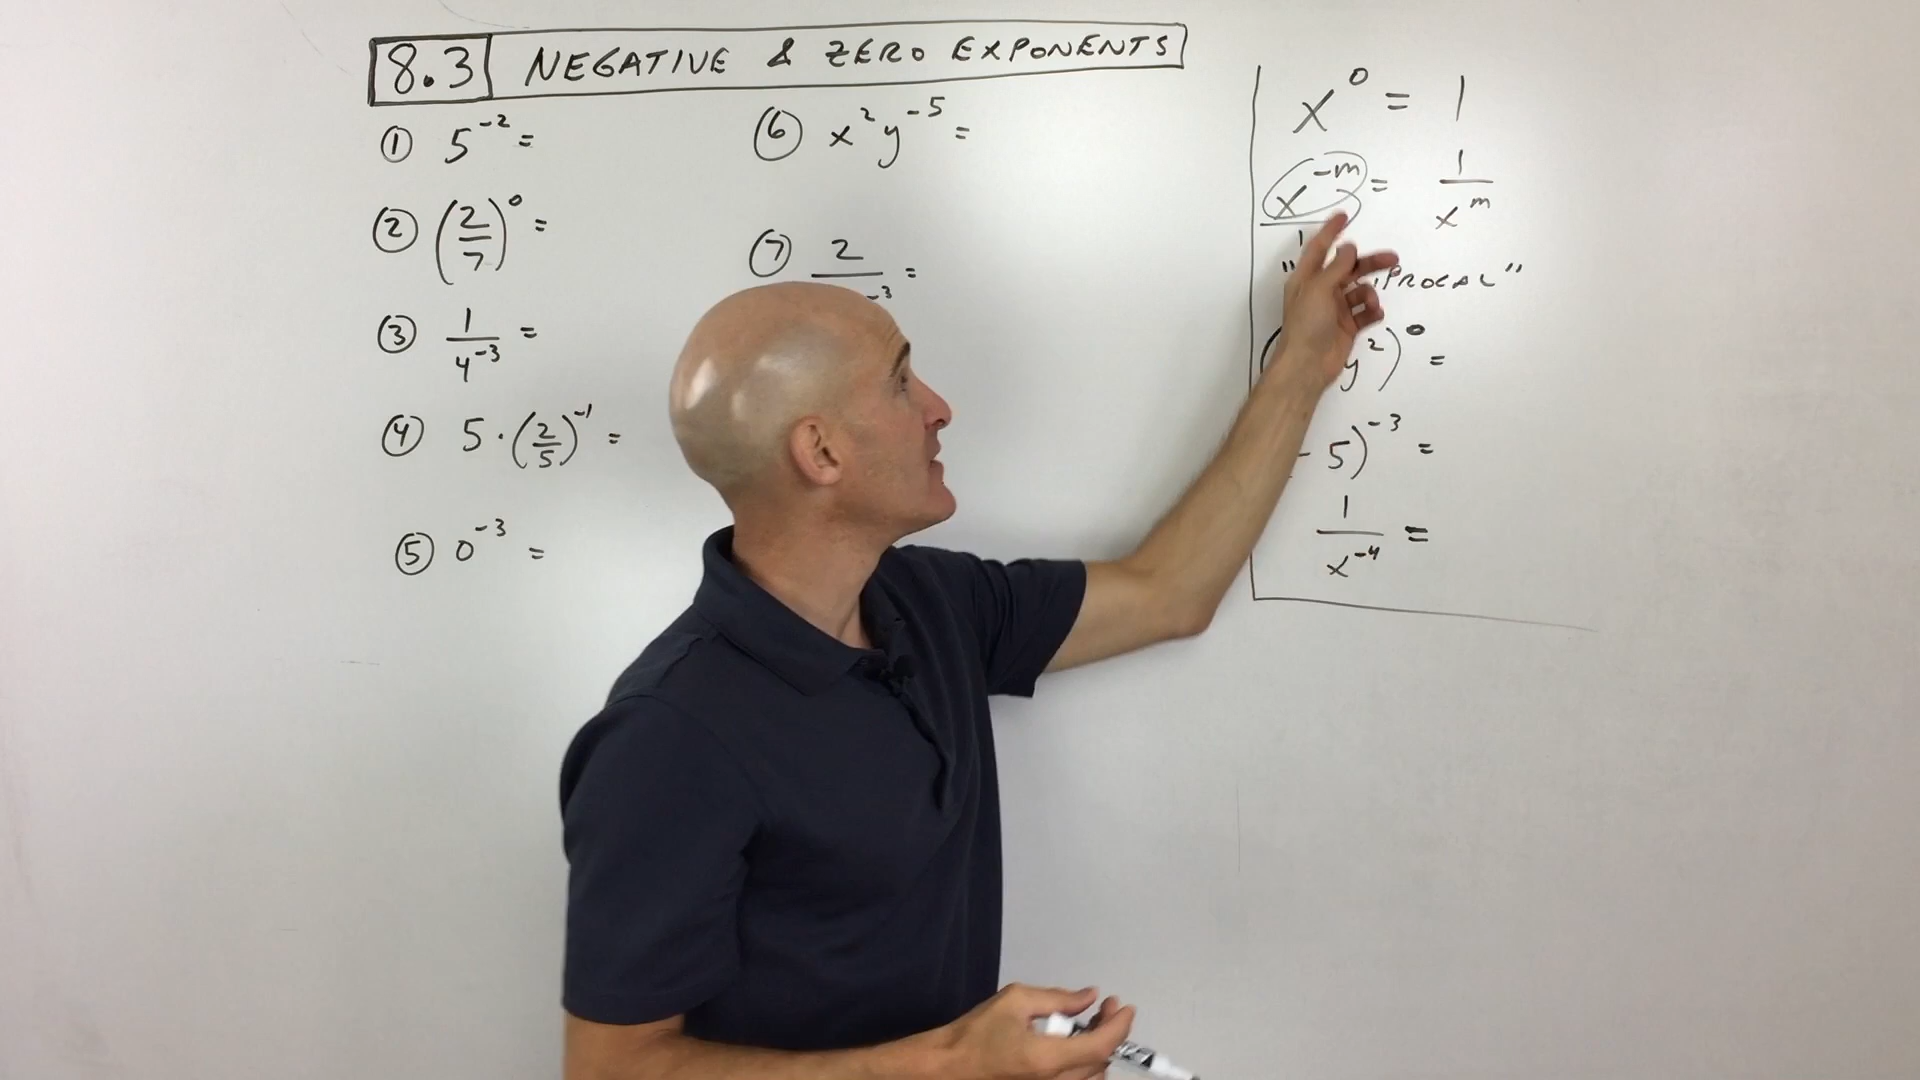 8.3 NEGATIVE & ZERO EXPONENTS
① 5⁻² =
② (2/7)⁰ =
③ 1/4⁻³ =
④ 5 · (2/5)⁻¹ =
⑤ 0⁻³ =
⑥ x²y⁻⁵ =
⑦ 2/ ⁻³ =
x⁰ = 1
x⁻ᵐ/1 = 1/xᵐ
( y²)⁰ =
- 5)⁻³ =
1/x⁻⁴ =